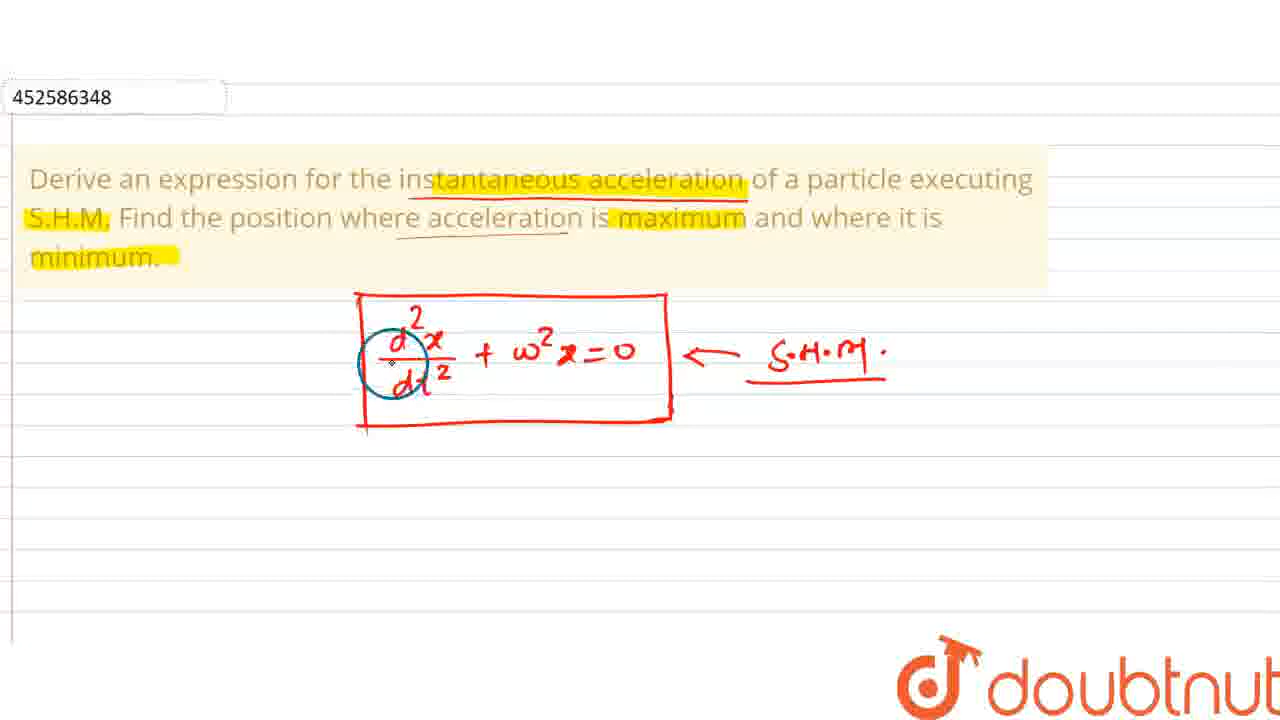 452586348
Derive an expression for the instantaneous acceleration of a particle executing
S.H.M, Find the position where acceleration is maximum and where it is
minimum.
d²x/dt² + ω²x = 0 ← S.H.M.
doubtnut